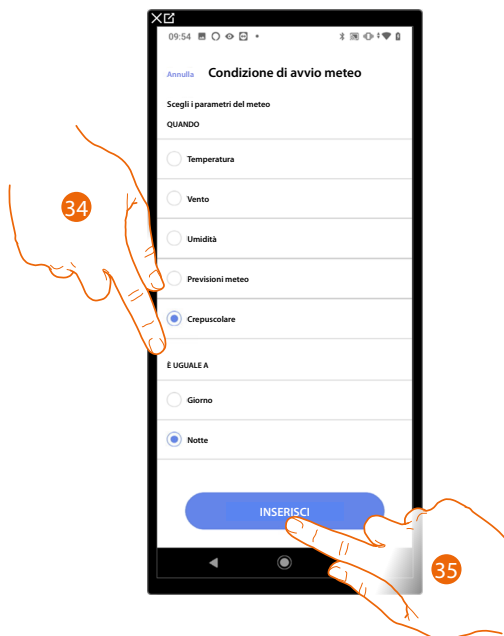 09:54
Annulla Condizione di avvio meteo
Scegli i parametri del meteo
QUANDO
Temperatura
Vento
Umidità
Previsioni meteo
Crepuscolare
È UGUALE A
Giorno
Notte
INSERISCI
34
35